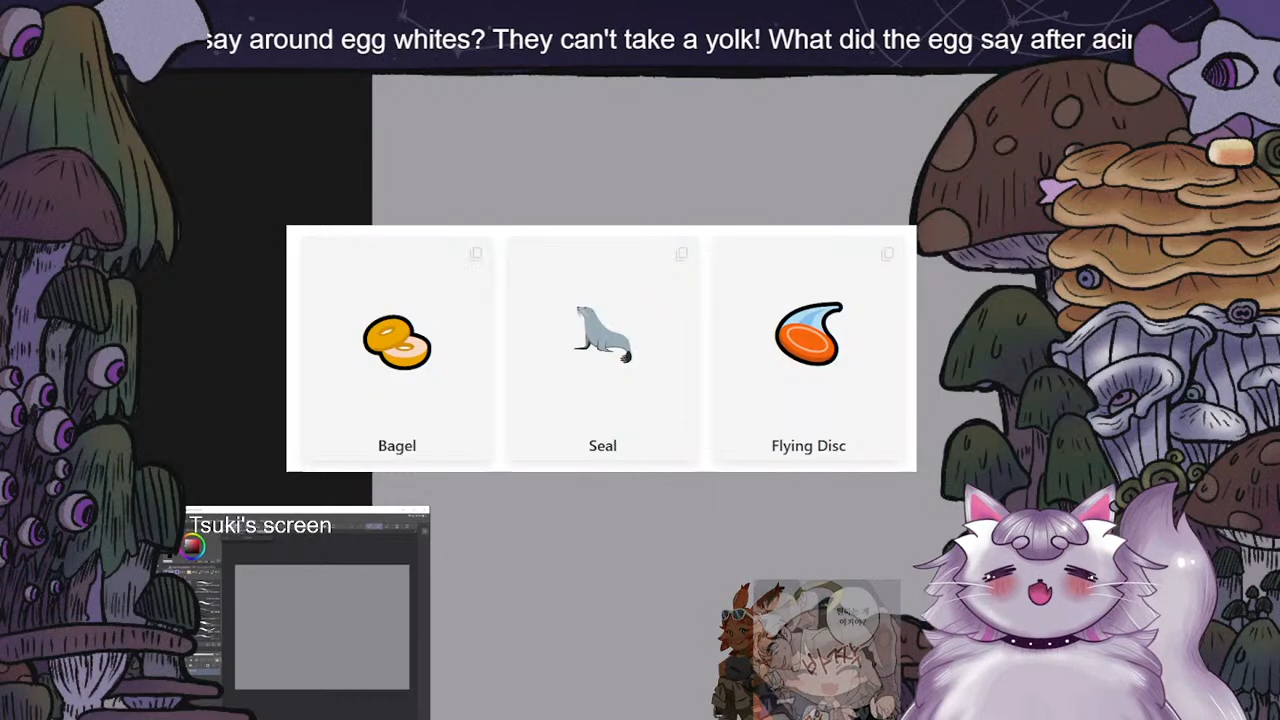 say around egg whites? They can't take a yolk! What did the egg say after
Bagel
Seal
Flying Disc
Tsuki's screen